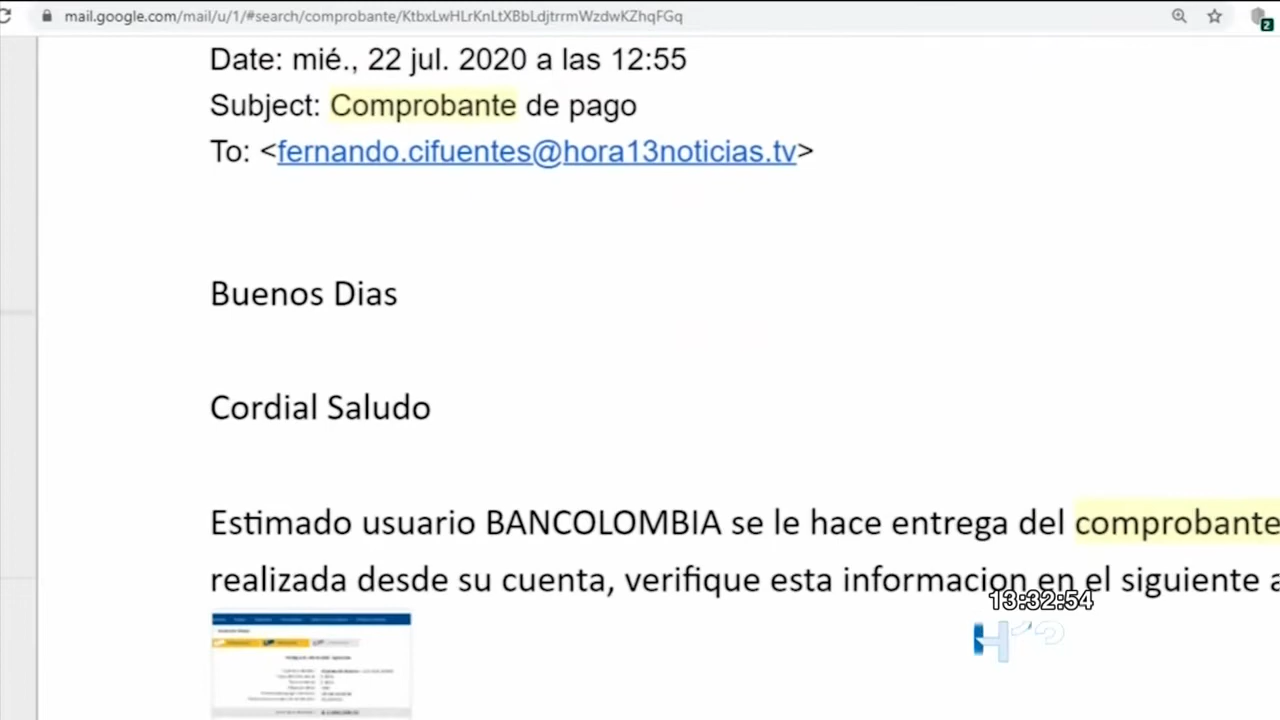 mail.google.com/mail/u/1/#search/comprobante/KtbxLwHLrKnLtXBbLdjtrrmWzdwKZhqFGq
2
Date: mié., 22 jul. 2020 a las 12:55
Subject: Comprobante de pago
To: <fernando.cifuentes@hora13noticias.tv>
Buenos Dias
Cordial Saludo
Estimado usuario BANCOLOMBIA se le hace entrega del comprobante
realizada desde su cuenta, verifique esta informacion en el siguiente a
13:32:54
H13